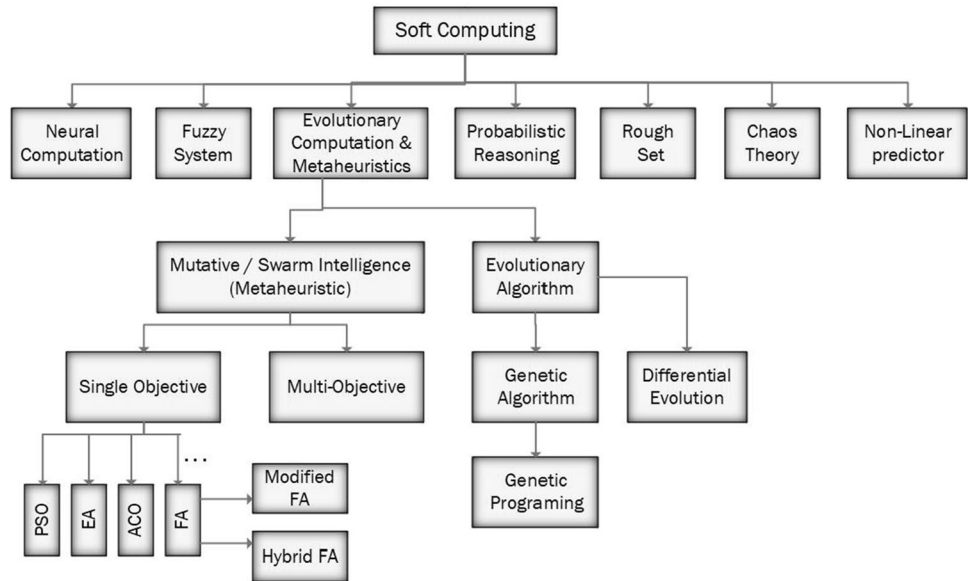 Soft Computing
Neural
Computation
Fuzzy
System
Evolutionary
Computation &
Metaheuristics
Probabilistic
Reasoning
Rough
Set
Chaos
Theory
Non-Linear
predictor
Mutative / Swarm Intelligence
(Metaheuristic)
Evolutionary
Algorithm
Single Objective
Multi-Objective
Genetic
Algorithm
Differential
Evolution
...
PSO
EA
ACO
FA
Modified
FA
Hybrid FA
Genetic
Programing